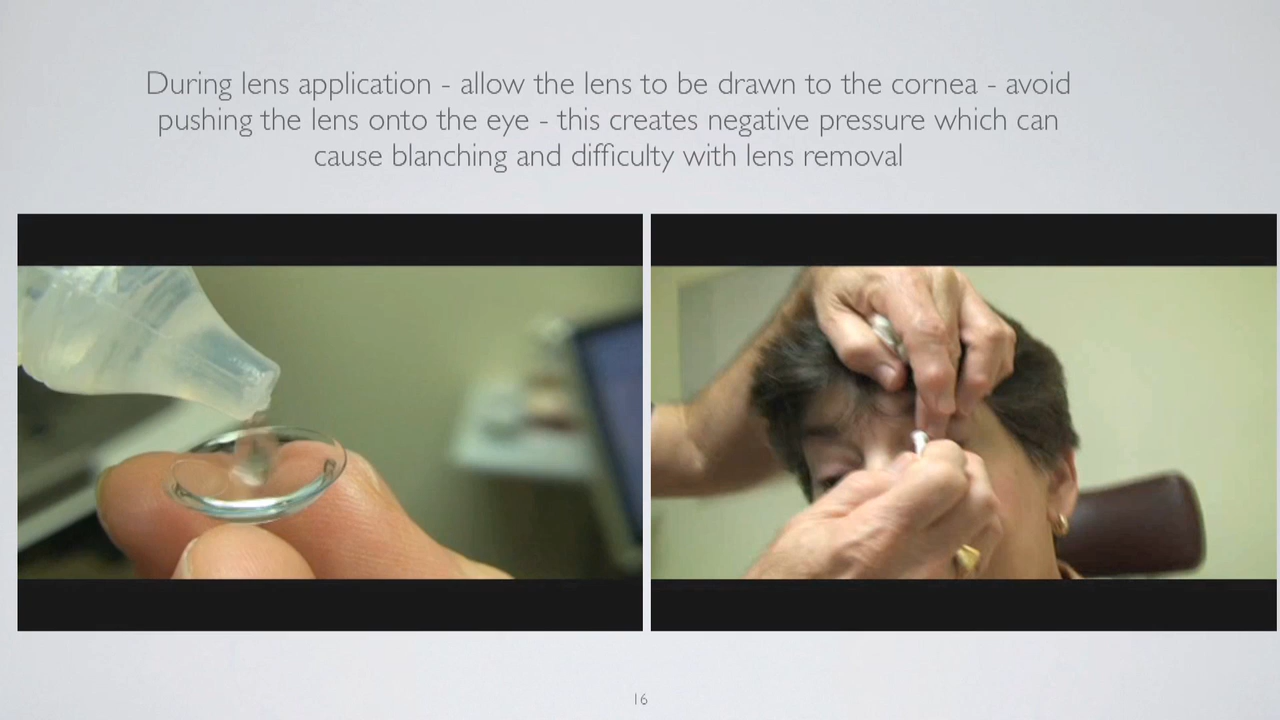 During lens application - allow the lens to be drawn to the cornea - avoid
pushing the lens onto the eye - this creates negative pressure which can
cause blanching and difficulty with lens removal
16